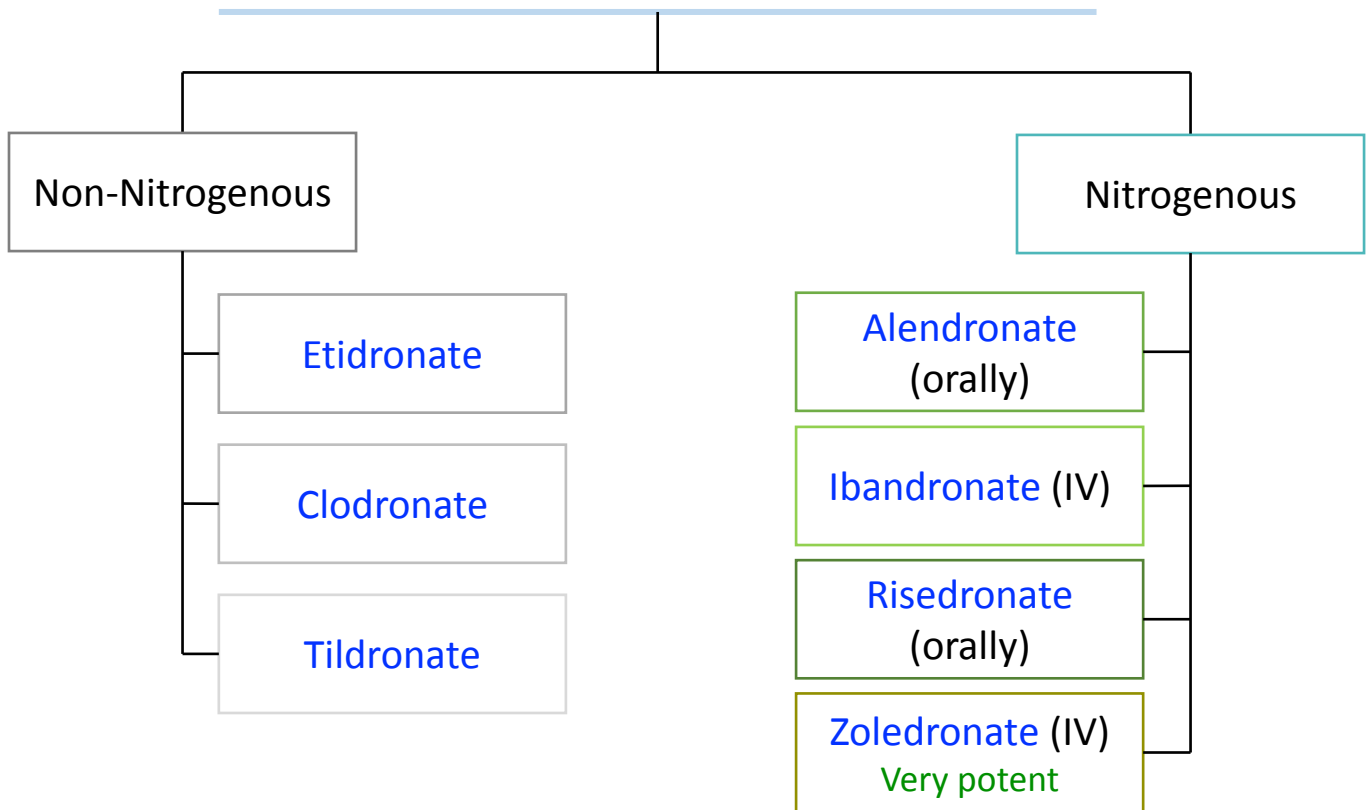 Non-Nitrogenous
Nitrogenous
Etidronate
Clodronate
Tildronate
Alendronate
(orally)
Ibandronate (IV)
Risedronate
(orally)
Zoledronate (IV)
Very potent